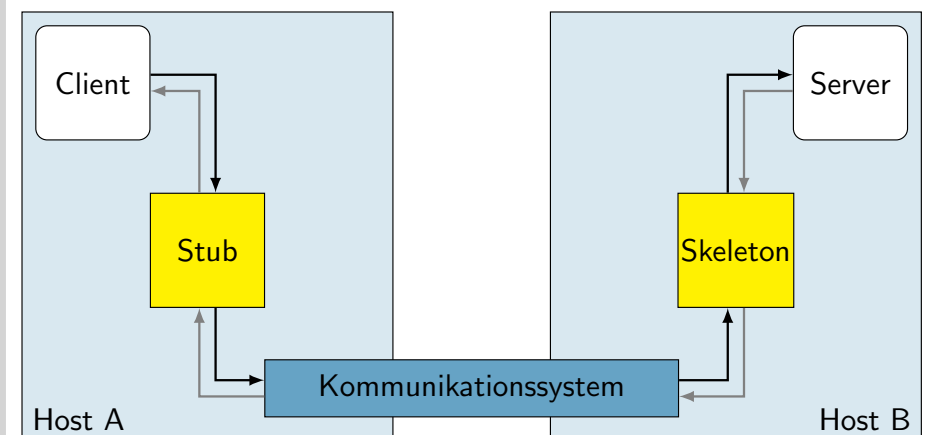 Client
Server
Stub
Skeleton
Kommunikationssystem
Host A
Host B